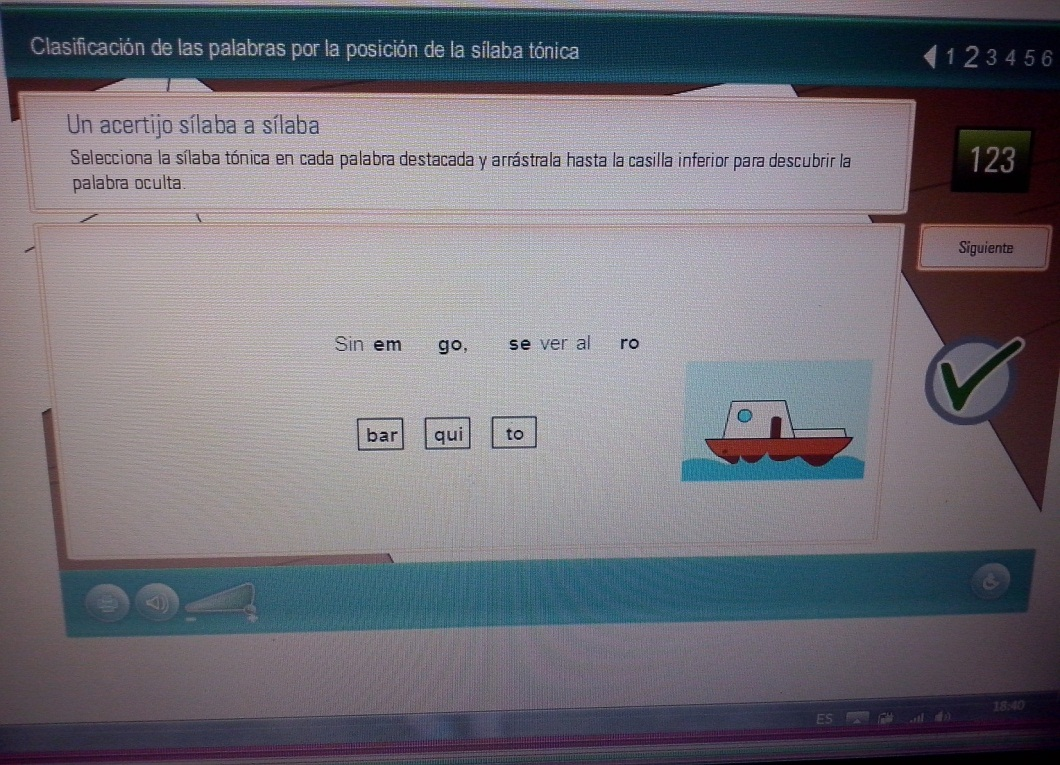 Clasificación de las palabras por la posición de la sílaba tónica
1 2 3 4 5 6
Un acertijo sílaba a sílaba
Selecciona la sílaba tónica en cada palabra destacada y arrástrala hasta la casilla inferior para descubrir la
palabra oculta.
123
Siguiente
Sin em go, se ver al ro
bar qui to
ES 18:40